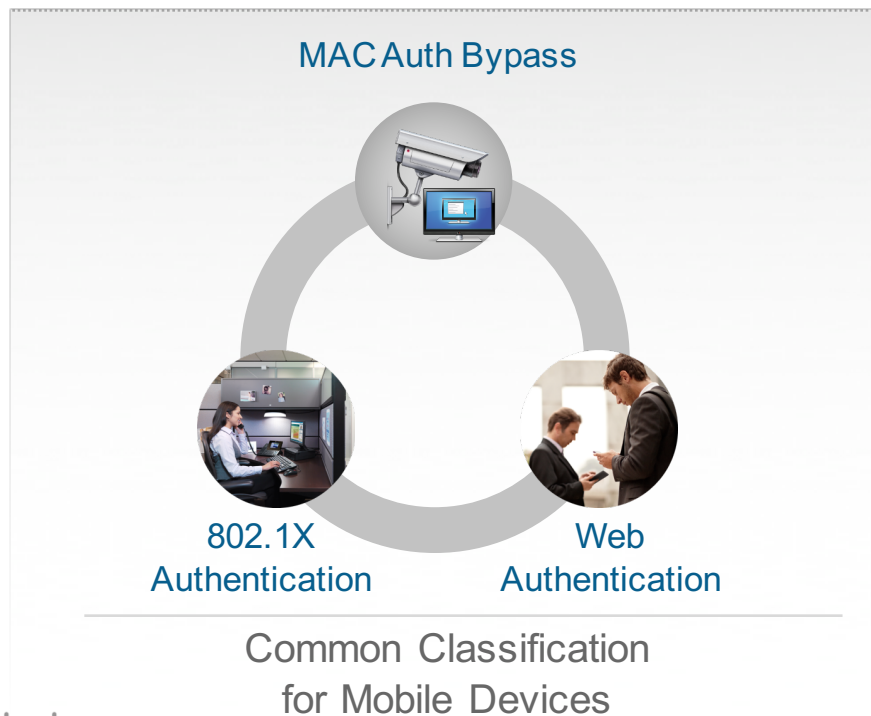 MAC Auth Bypass
802.1X
Authentication
Web
Authentication
Common Classification
for Mobile Devices